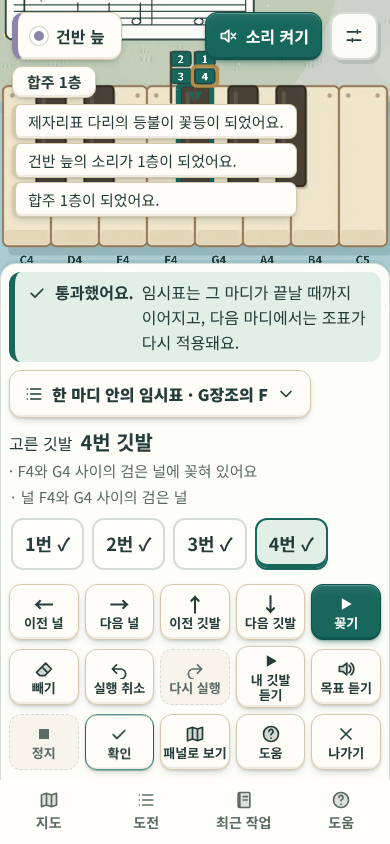 건반 늪
소리 켜기
2 1
3 4
합주 1층
제자리표 다리의 등불이 꽃등이 되었어요.
건반 늪의 소리가 1층이 되었어요.
합주 1층이 되었어요.
C4 D4 E4 F4 G4 A4 B4 C5
통과했어요. 임시표는 그 마디가 끝날 때까지
이어지고, 다음 마디에서는 조표가
다시 적용돼요.
한 마디 안의 임시표 · G장조의 F
고른 깃발 4번 깃발
· F4와 G4 사이의 검은 널에 꽂혀 있어요
· 널 F4와 G4 사이의 검은 널
1번 ✓ 2번 ✓ 3번 ✓ 4번 ✓
이전 널 다음 널 이전 깃발 다음 깃발 꽂기
빼기 실행 취소 다시 실행 내 깃발 듣기 목표 듣기
정지 확인 패널로 보기 도움 나가기
지도 도전 최근 작업 도움